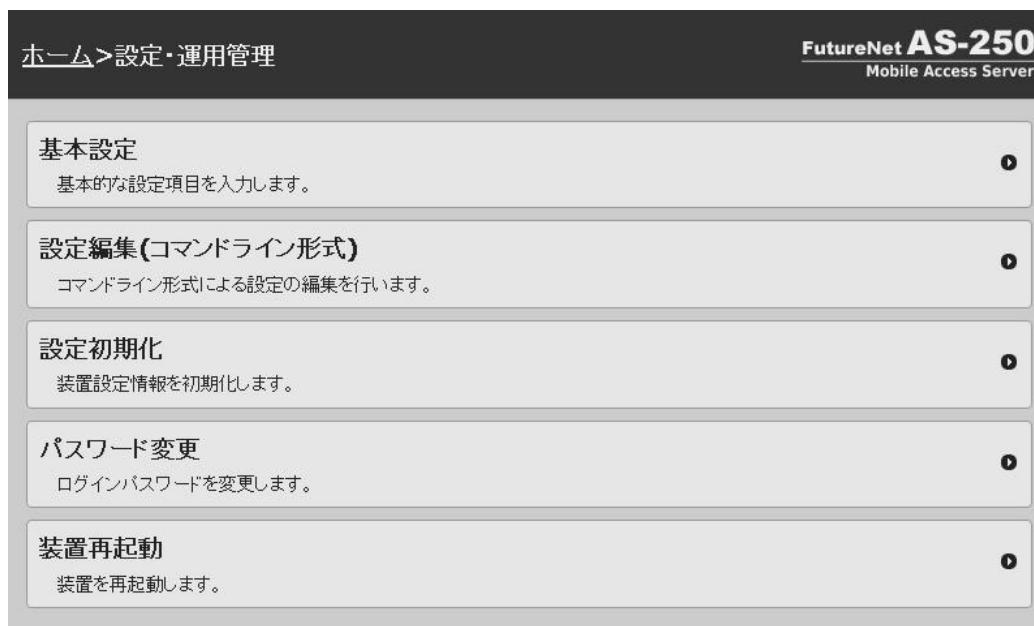 ホーム>設定・運用管理
FutureNet AS-250
Mobile Access Server
基本設定
基本的な設定項目を入力します。
設定編集(コマンドライン形式)
コマンドライン形式による設定の編集を行います。
設定初期化
装置設定情報を初期化します。
パスワード変更
ログインパスワードを変更します。
装置再起動
装置を再起動します。